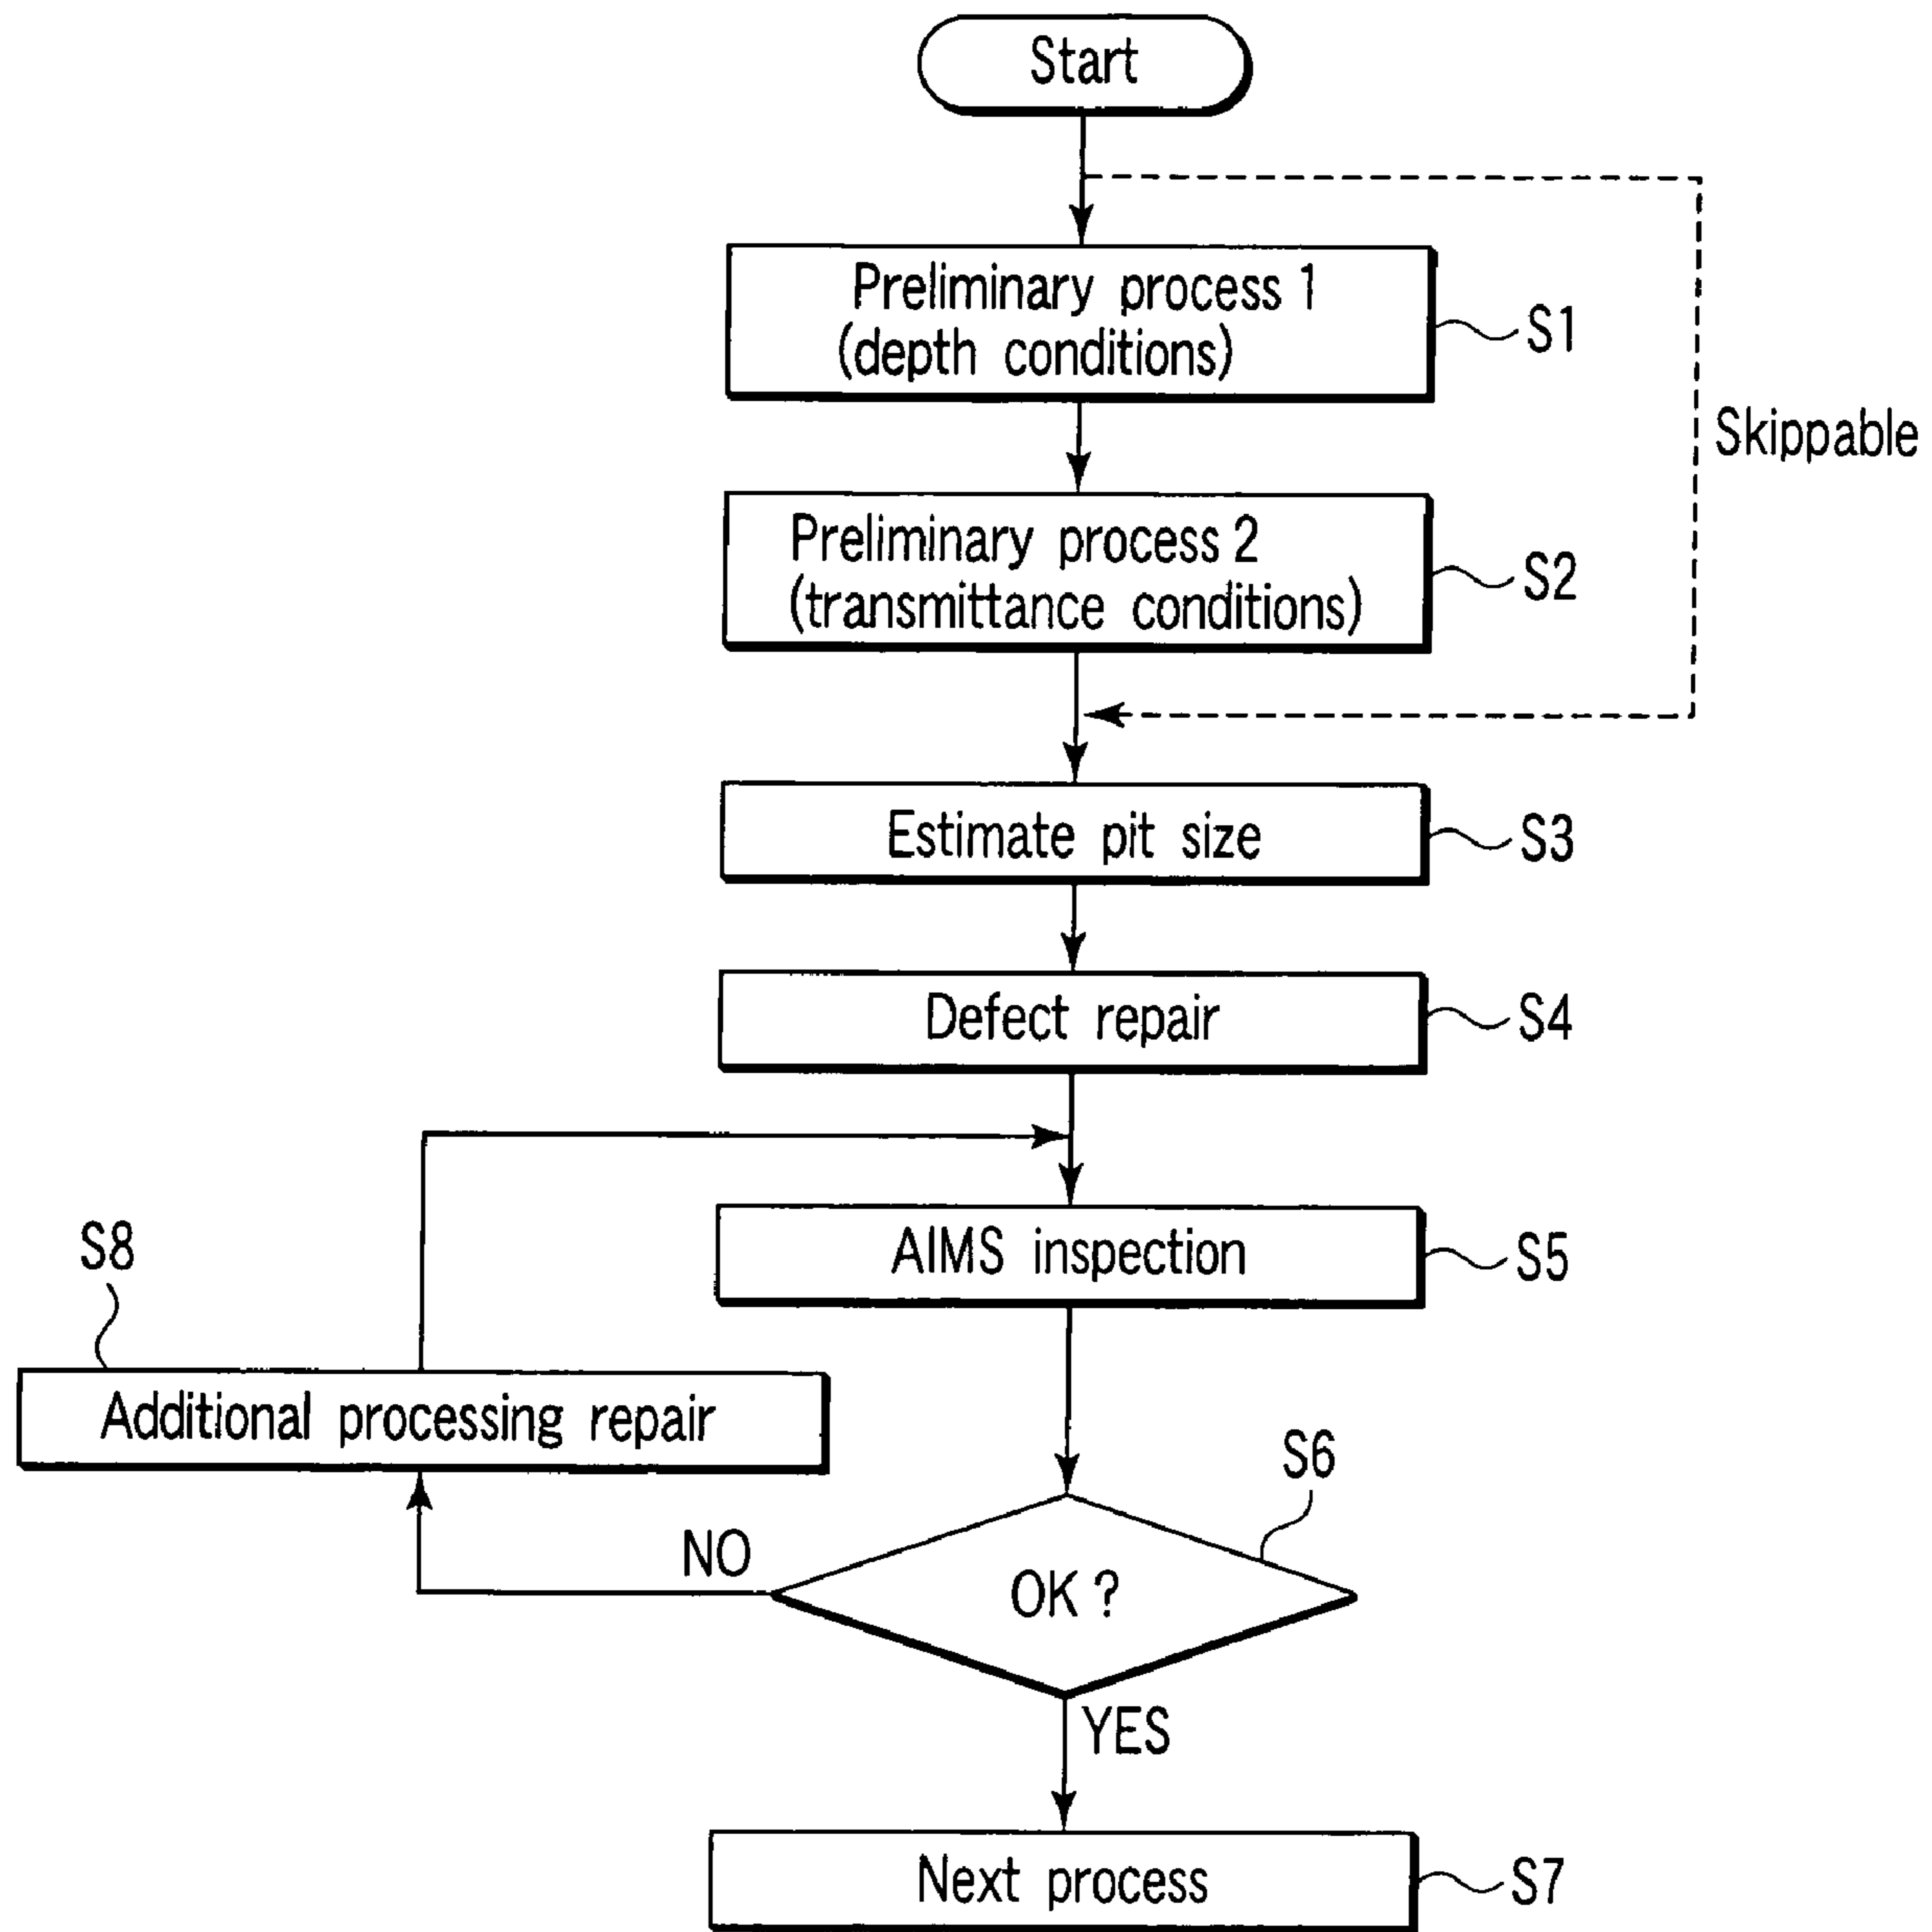 Start
Preliminary process 1
(depth conditions)
S1
Skippable
Preliminary process 2
(transmittance conditions)
S2
Estimate pit size
S3
Defect repair
S4
AIMS inspection
S5
S8
Additional processing repair
S6
NO
OK ?
YES
Next process
S7